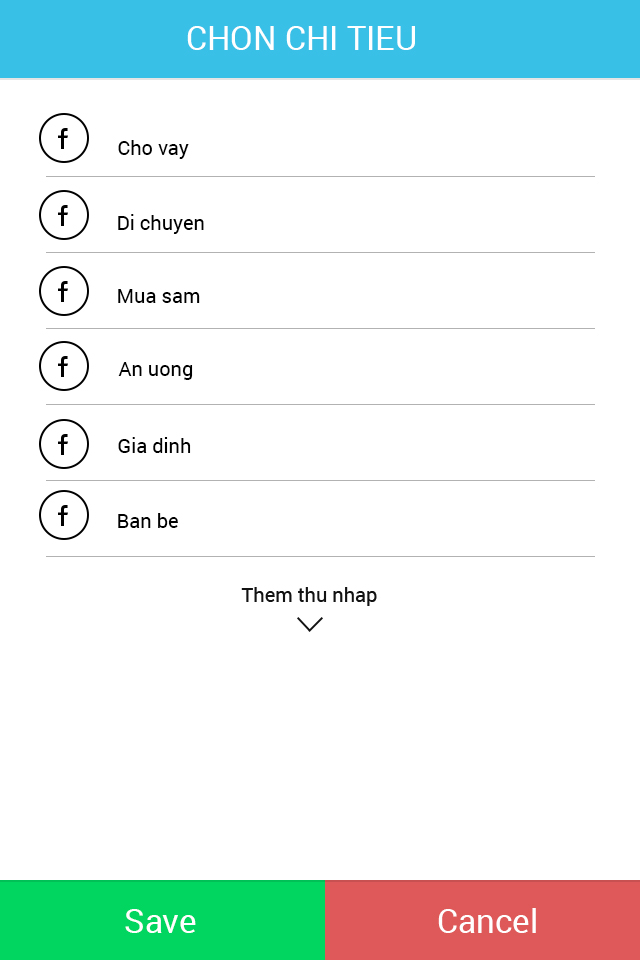 CHON CHI TIEU
f
Cho vay
f
Di chuyen
f
Mua sam
f
An uong
f
Gia dinh
f
Ban be
Them thu nhap
Save
Cancel